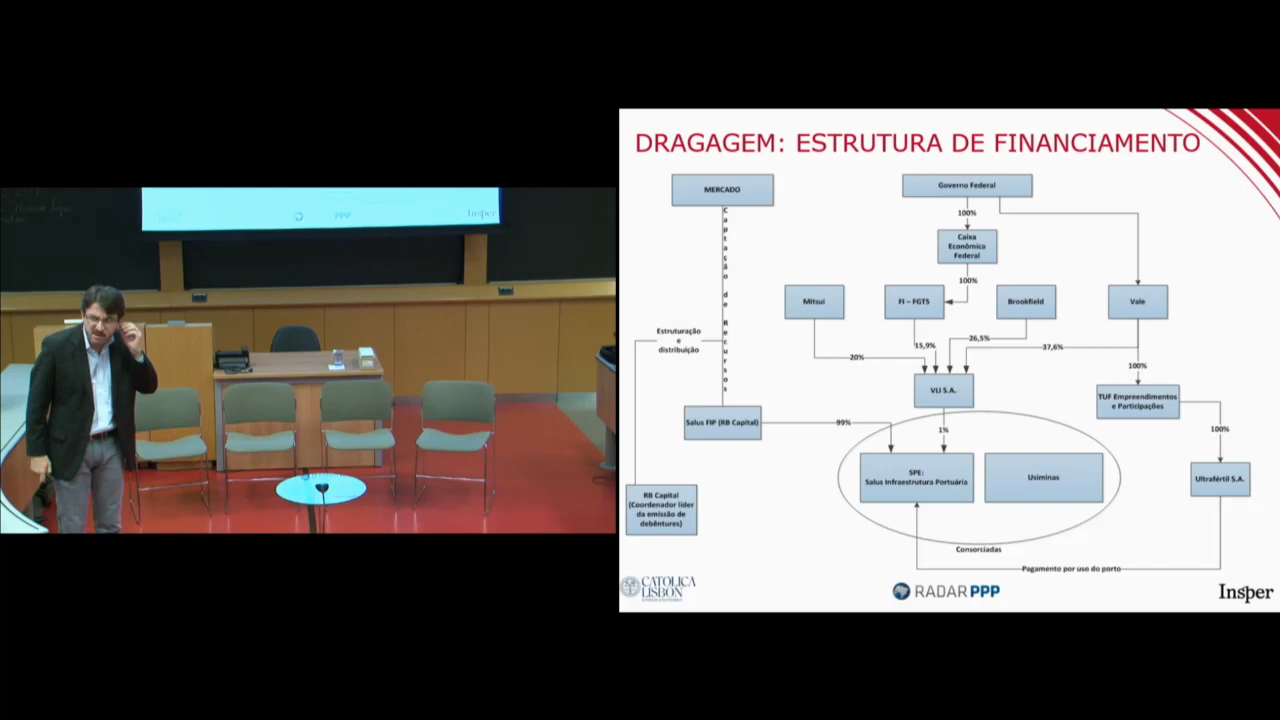 DRAGAGEM: ESTRUTURA DE FINANCIAMENTO
MERCADO
Governo Federal
Captação de Recursos
100%
Caixa
Econômica
Federal
100%
Mitsui
FI – FGTS
Brookfield
Vale
Estruturação
e
distribuição
15,9%
26,5%
37,6%
20%
100%
VLI S.A.
TUF Empreendimentos
e Participações
Salus FIP (RB Capital)
99%
1%
100%
SPE:
Salus Infraestrutura Portuária
Usiminas
Ultrafértil S.A.
RB Capital
(Coordenador líder
da emissão de
debêntures)
Consorciadas
Pagamento por uso do porto
CATOLICA
LISBON
RADAR PPP
Insper
PPP
Insper